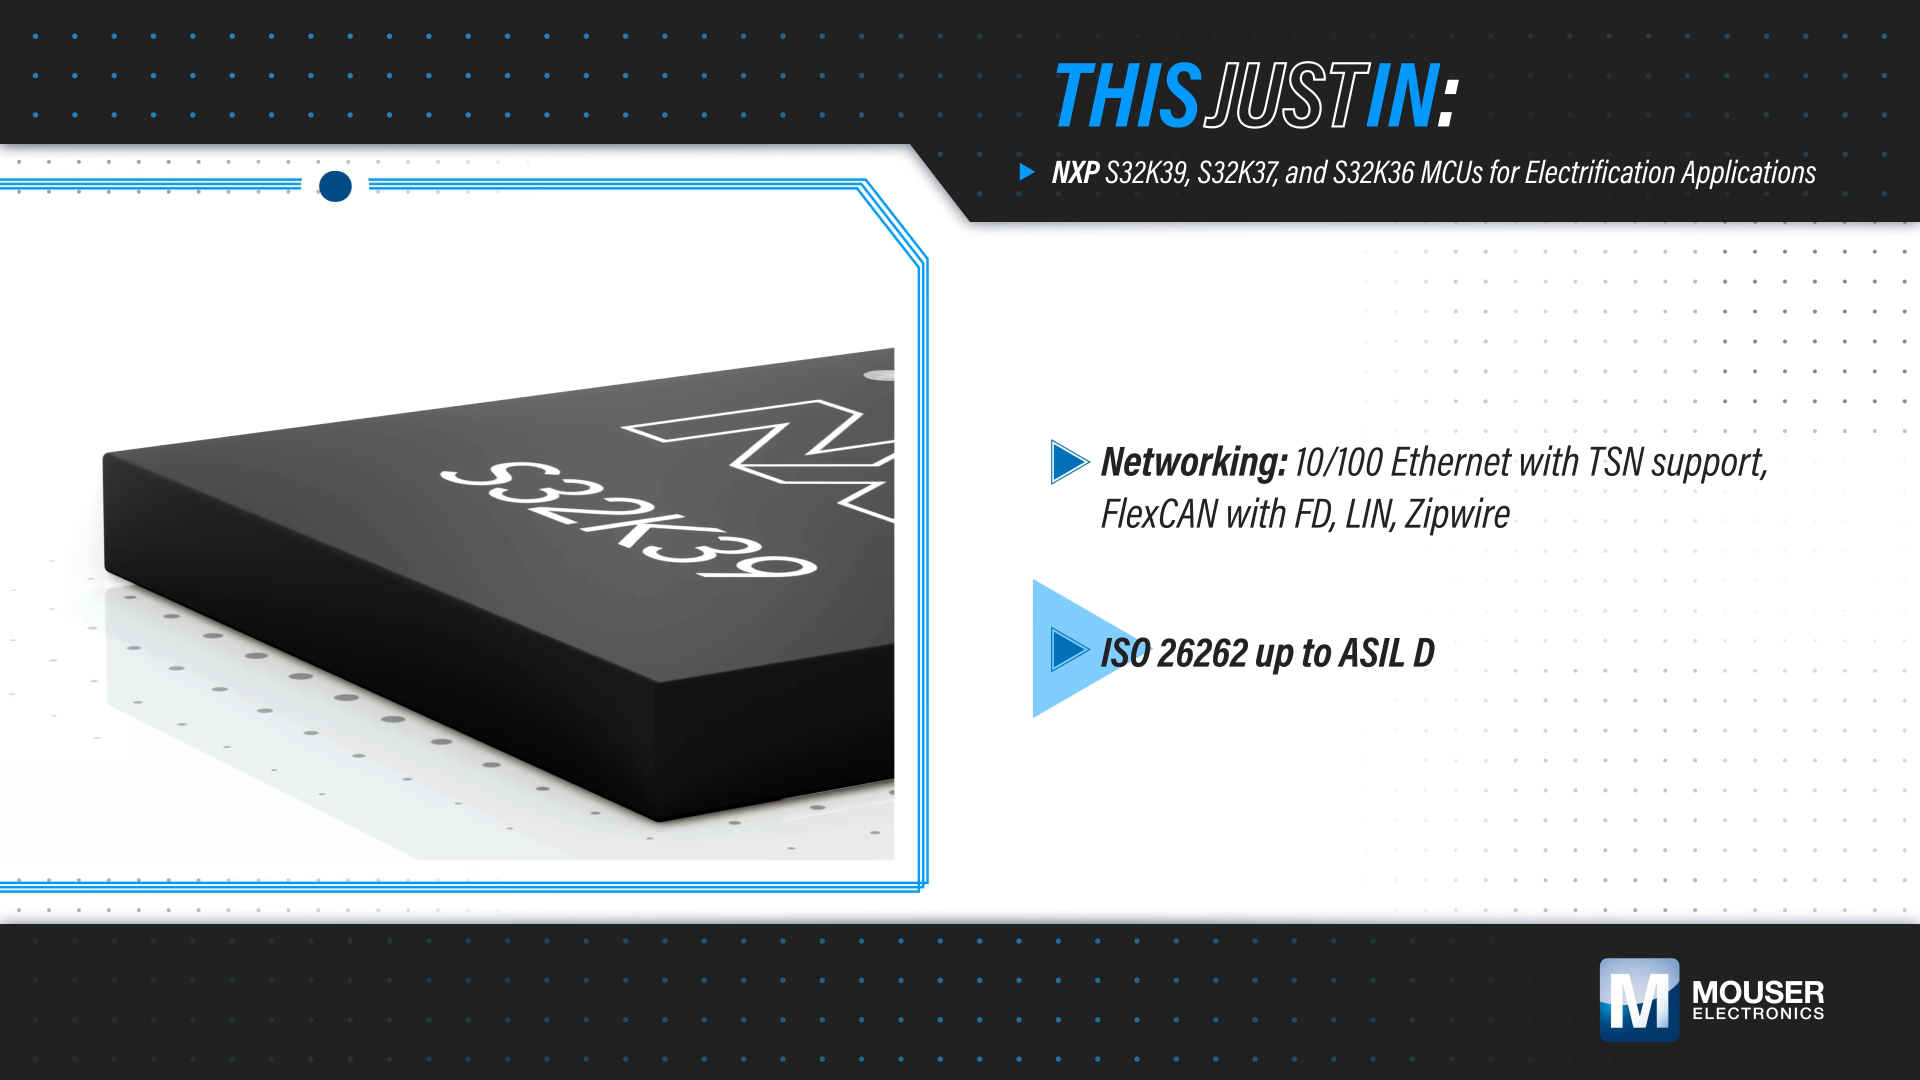 THIS JUST IN:
NXP S32K39, S32K37, and S32K36 MCUs for Electrification Applications
S32K39
Networking: 10/100 Ethernet with TSN support,
FlexCAN with FD, LIN, Zipwire
ISO 26262 up to ASIL D
M
MOUSER
ELECTRONICS